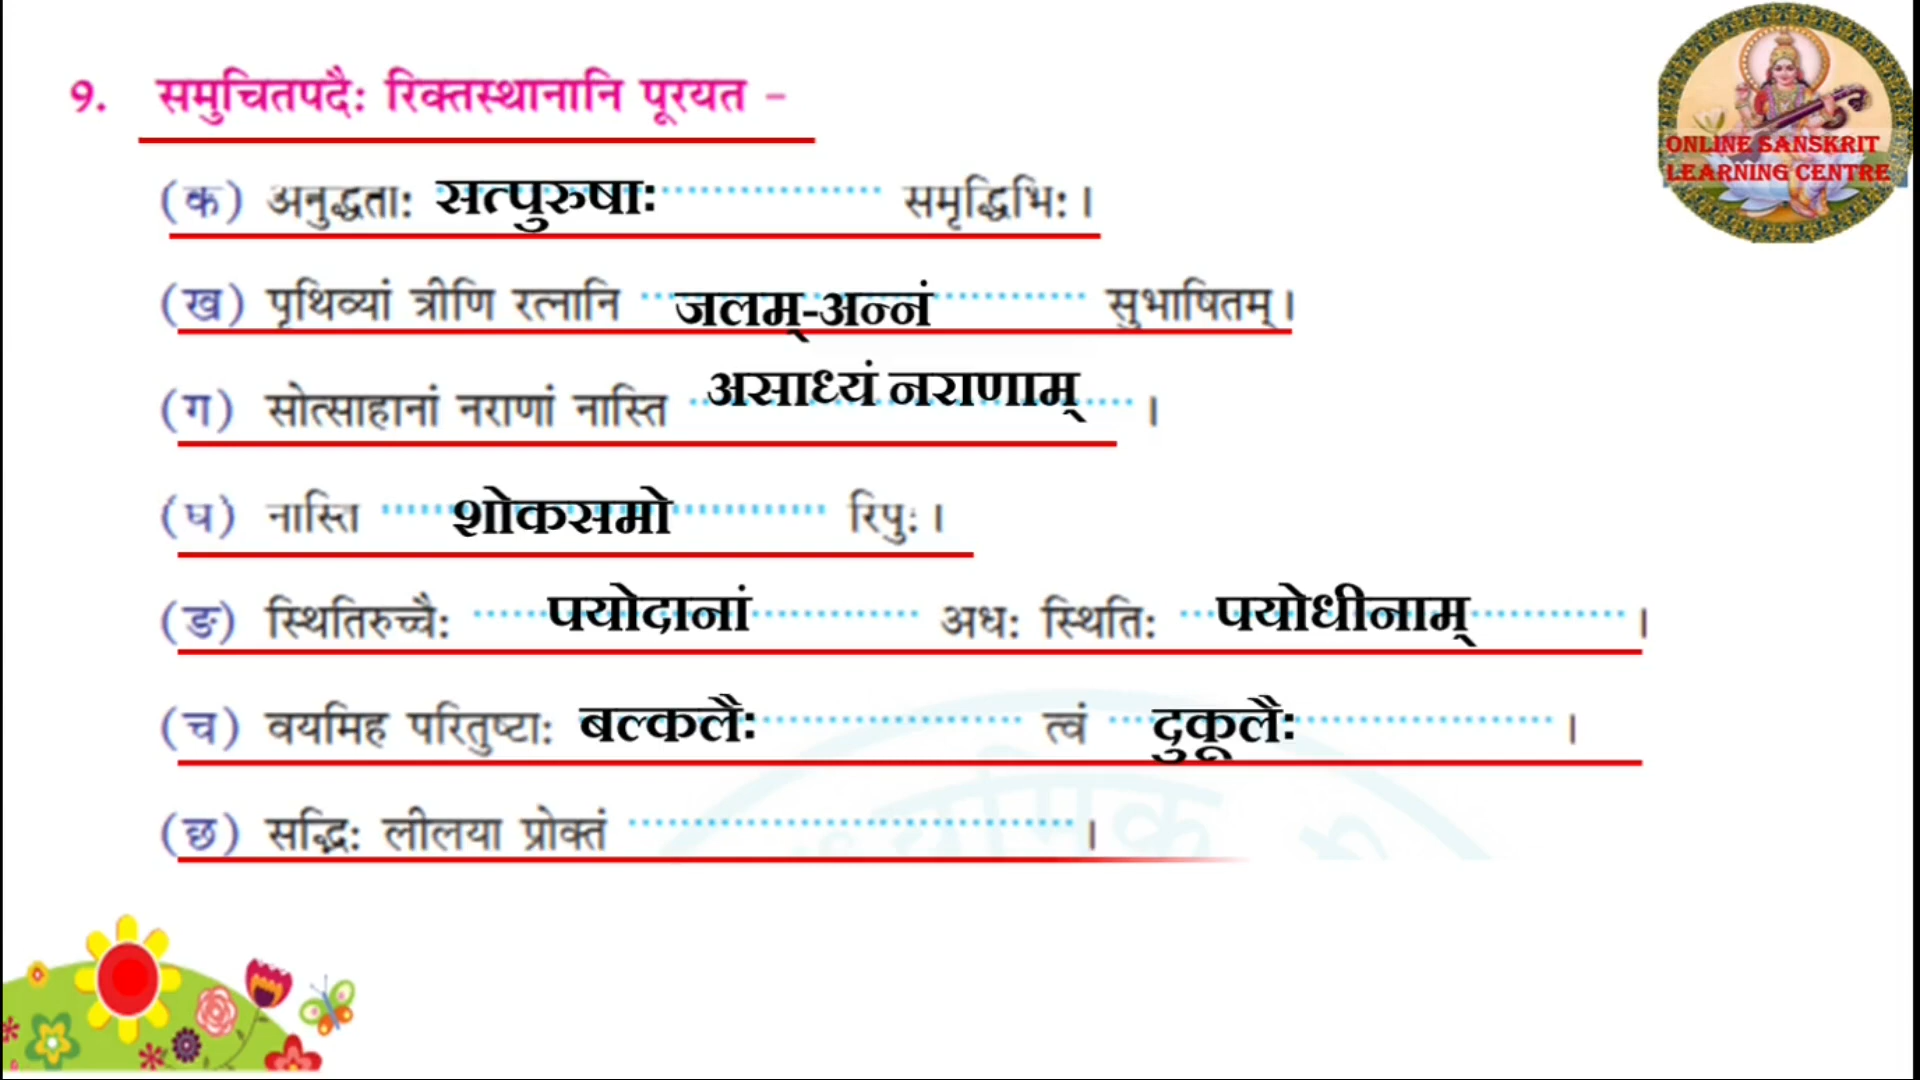 9. समुचितपदैः रिक्तस्थानानि पूरयत –
ONLINE SANSKRIT
LEARNING CENTRE
(क) अनुद्धताः सत्पुरुषाः समृद्धिभिः।
(ख) पृथिव्यां त्रीणि रत्नानि जलम्-अन्नं सुभाषितम्।
(ग) सोत्साहानां नराणां नास्ति असाध्यं नराणाम् ।
(घ) नास्ति शोकसमो रिपुः।
(ङ) स्थितिरुच्चैः पयोदानां अधः स्थितिः पयोधीनाम् ।
(च) वयमिह परितुष्टाः बल्कलैः त्वं दुकूलैः ।
(छ) सद्भिः लीलया प्रोक्तं ।